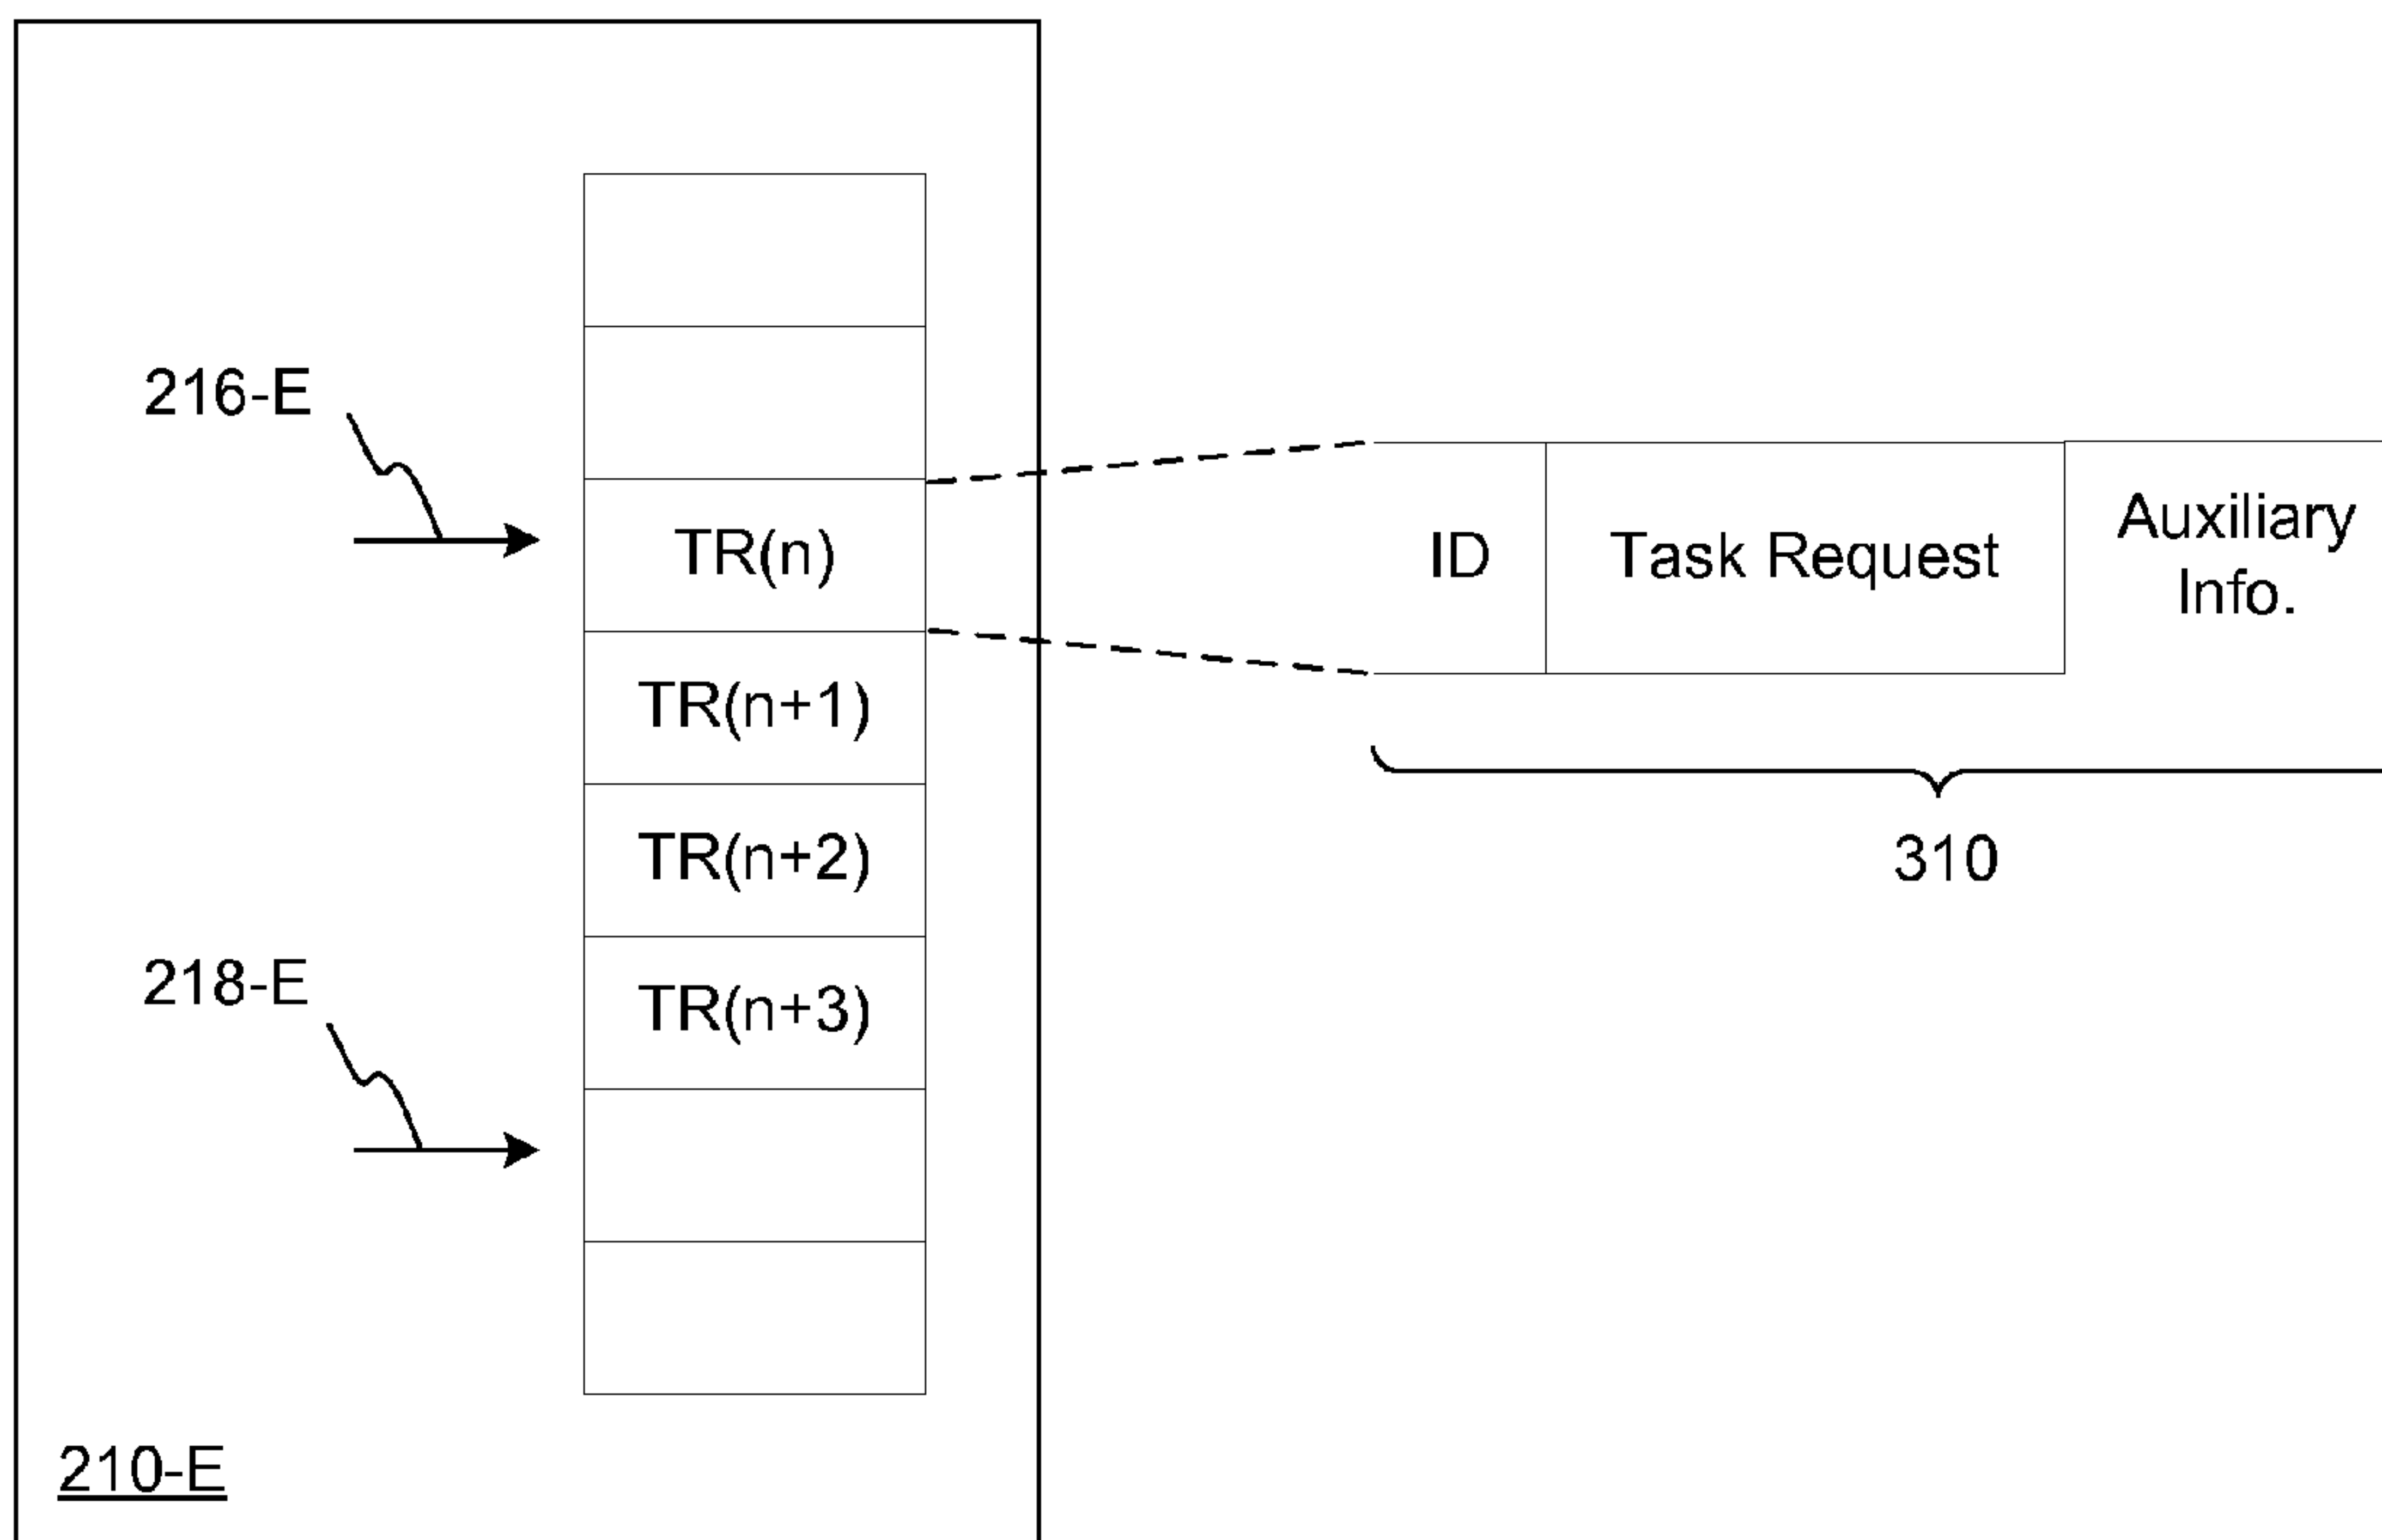 216-E
TR(n)
ID
Task Request
Auxiliary
Info.
TR(n+1)
TR(n+2)
310
218-E
TR(n+3)
210-E